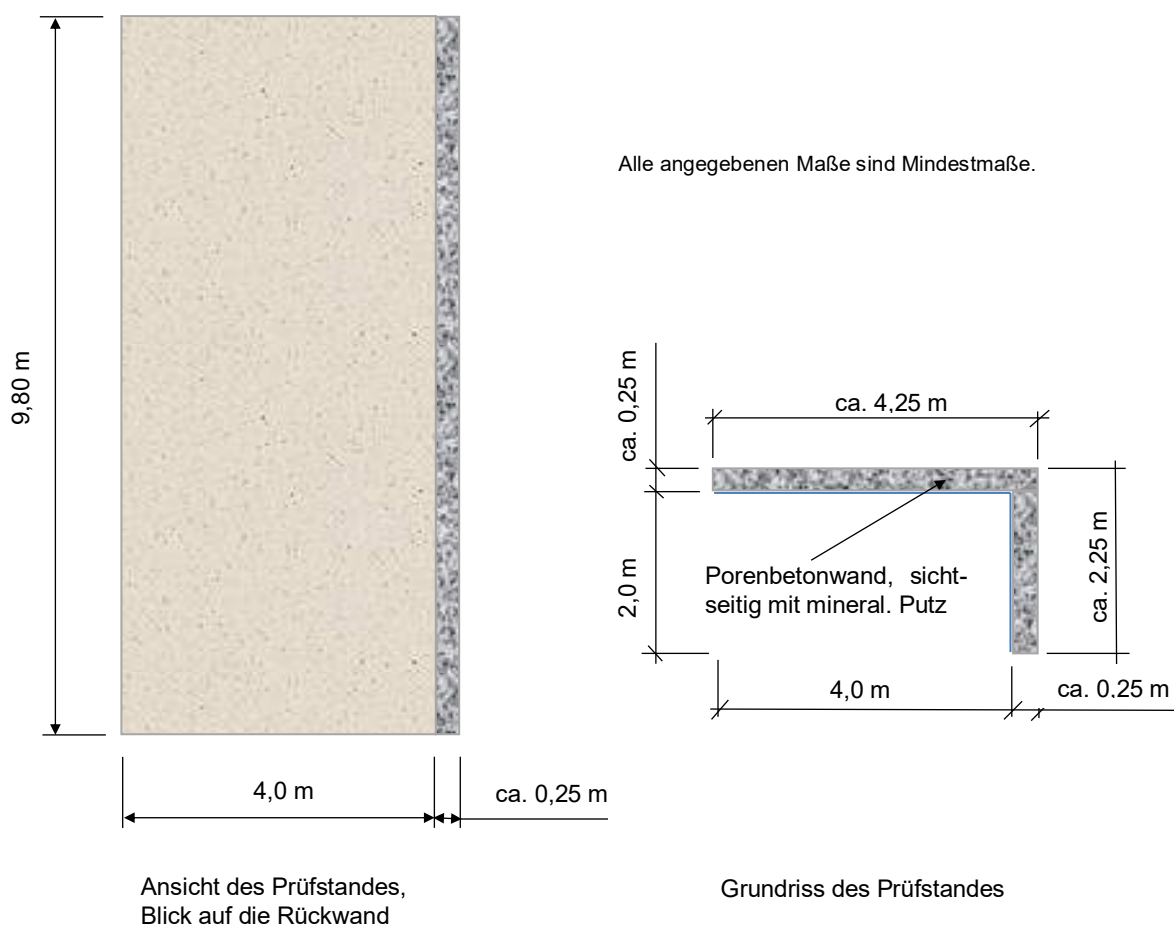 Alle angegebenen Maße sind Mindestmaße.
9,80 m
4,0 m
ca. 0,25 m
Ansicht des Prüfstandes,
Blick auf die Rückwand
ca. 0,25 m
ca. 4,25 m
2,0 m
Porenbetonwand, sicht-
seitig mit mineral. Putz
ca. 2,25 m
4,0 m
ca. 0,25 m
Grundriss des Prüfstandes